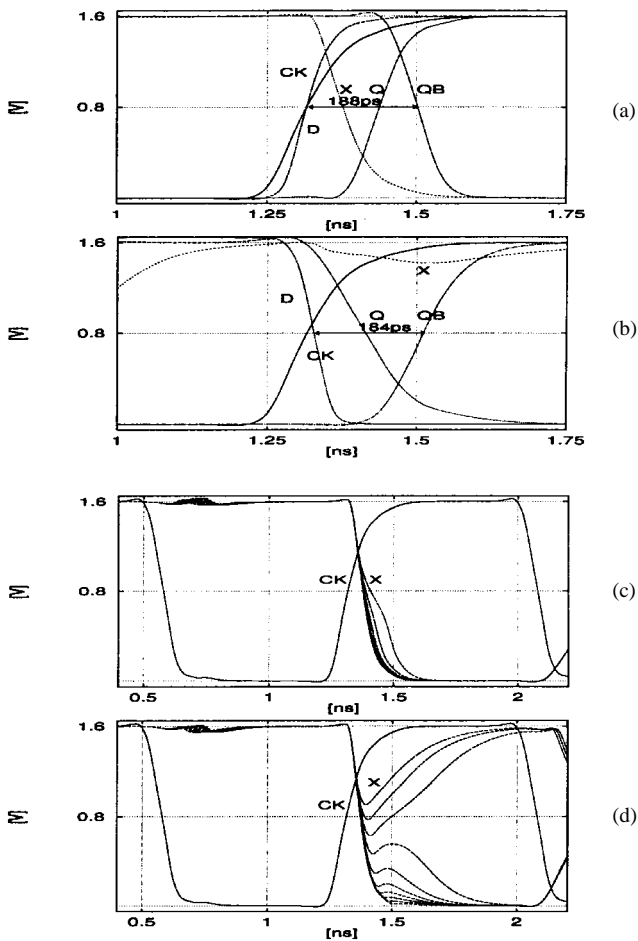 1.6
CK
X Q QB
[V] 0.8 188ps (a)
D
1 1.25 1.5 1.75
[ns]
1.6
X
D
Q QB
[V] 0.8 184ps (b)
CK
1 1.25 1.5 1.75
[ns]
1.6
CK X
[V] 0.8 (c)
0.5 1 1.5 2
[ns]
1.6
X
CK
[V] 0.8 (d)
0.5 1 1.5 2
[ns]